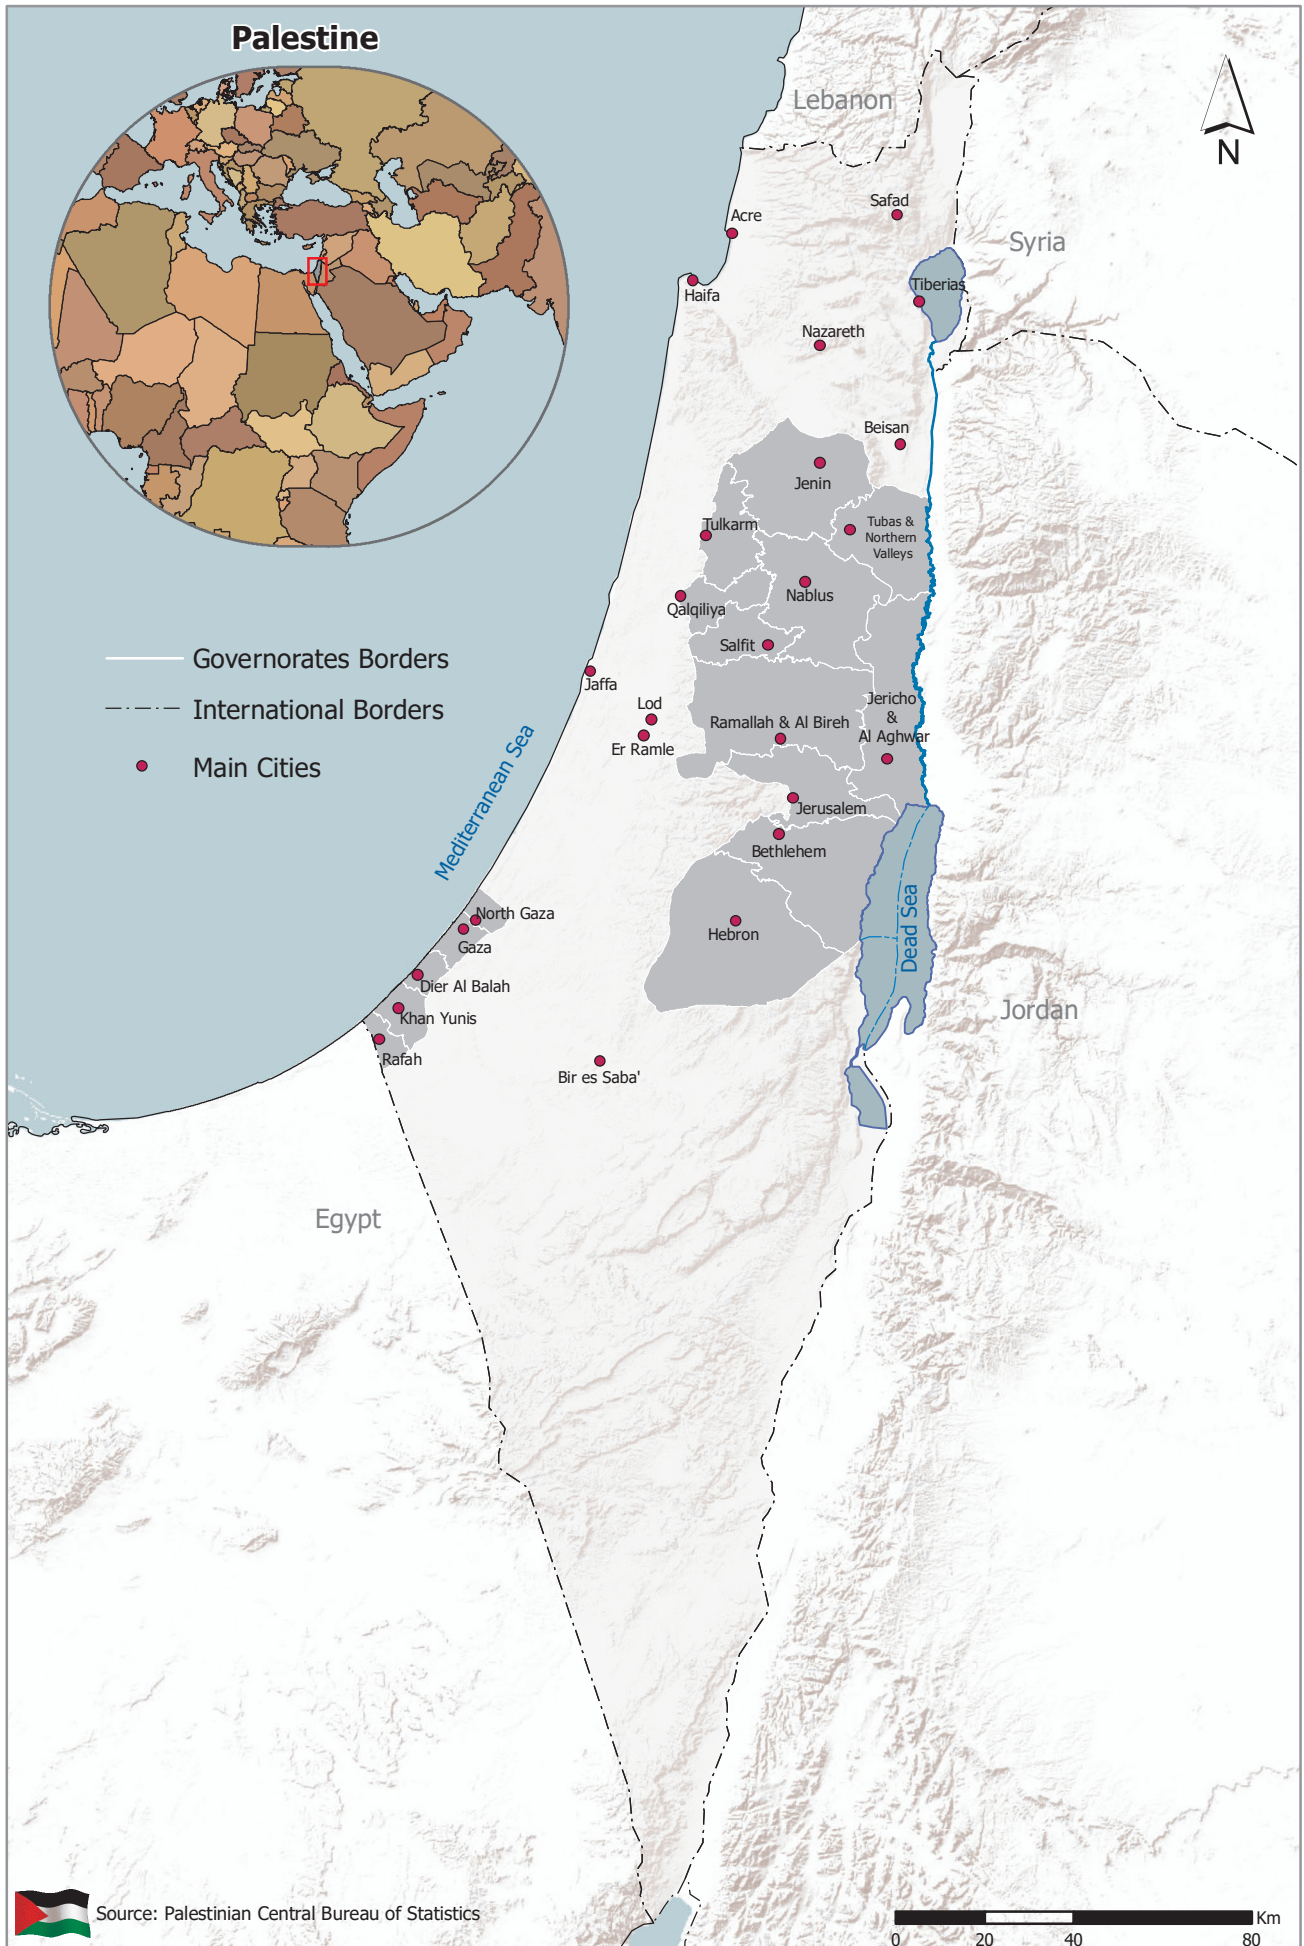 Palestine
Lebanon
N
Safad
Acre
Syria
Haifa
Tiberias
Nazareth
Beisan
Jenin
Tulkarm
Tubas &
Northern
Valleys
Nablus
Qalqiliya
Salfit
Governorates Borders
International Borders
Main Cities
Jaffa
Lod
Er Ramle
Ramallah & Al Bireh
Jericho
&
Al Aghwar
Mediterranean Sea
Jerusalem
Bethlehem
Hebron
Dead Sea
North Gaza
Gaza
Dier Al Balah
Khan Yunis
Rafah
Jordan
Bir es Saba'
Egypt
Source: Palestinian Central Bureau of Statistics
Km
0 20 40 80